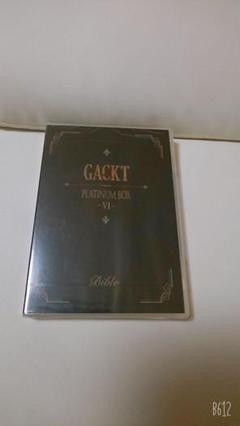 GACKT
PLATINUM BOX
-VI-
Bible
B612